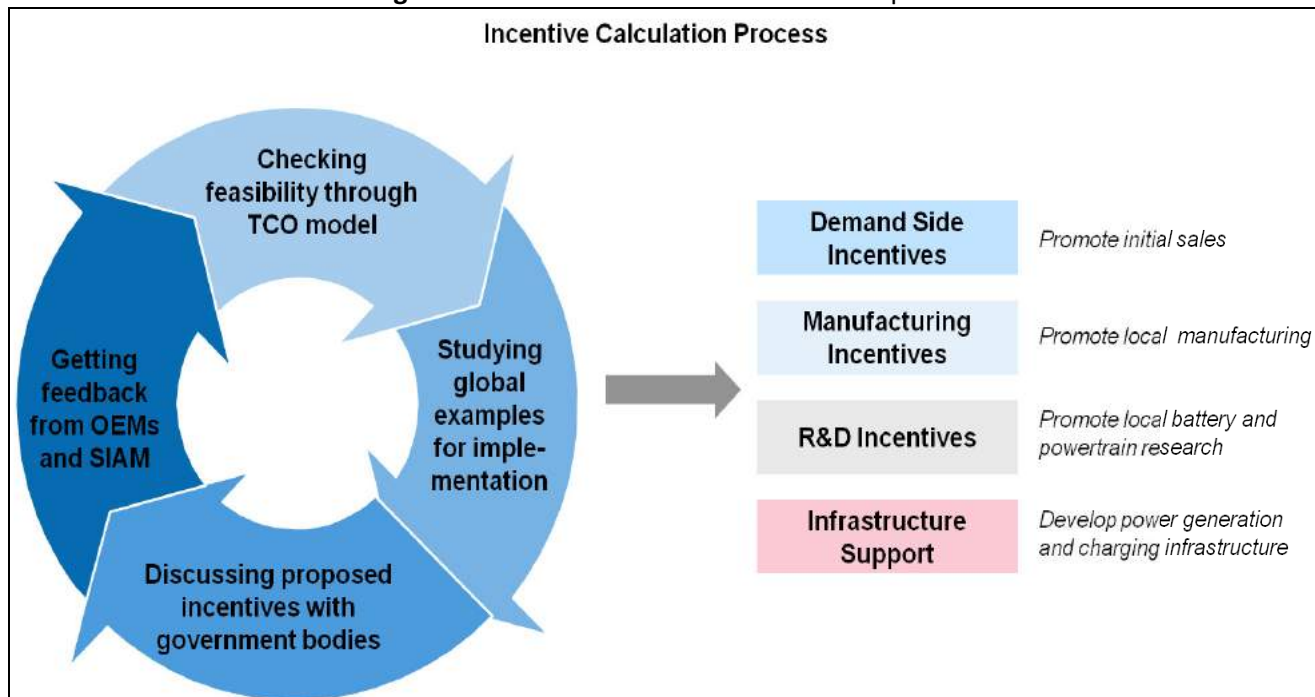 Incentive Calculation Process
Checking
feasibility through
TCO model
Studying
global
examples
for imple-
mentation
Discussing proposed
incentives with
government bodies
Getting
feedback
from OEMs
and SIAM
Demand Side
Incentives
Promote initial sales
Manufacturing
Incentives
Promote local manufacturing
R&D Incentives
Promote local battery and
powertrain research
Infrastructure
Support
Develop power generation
and charging infrastructure